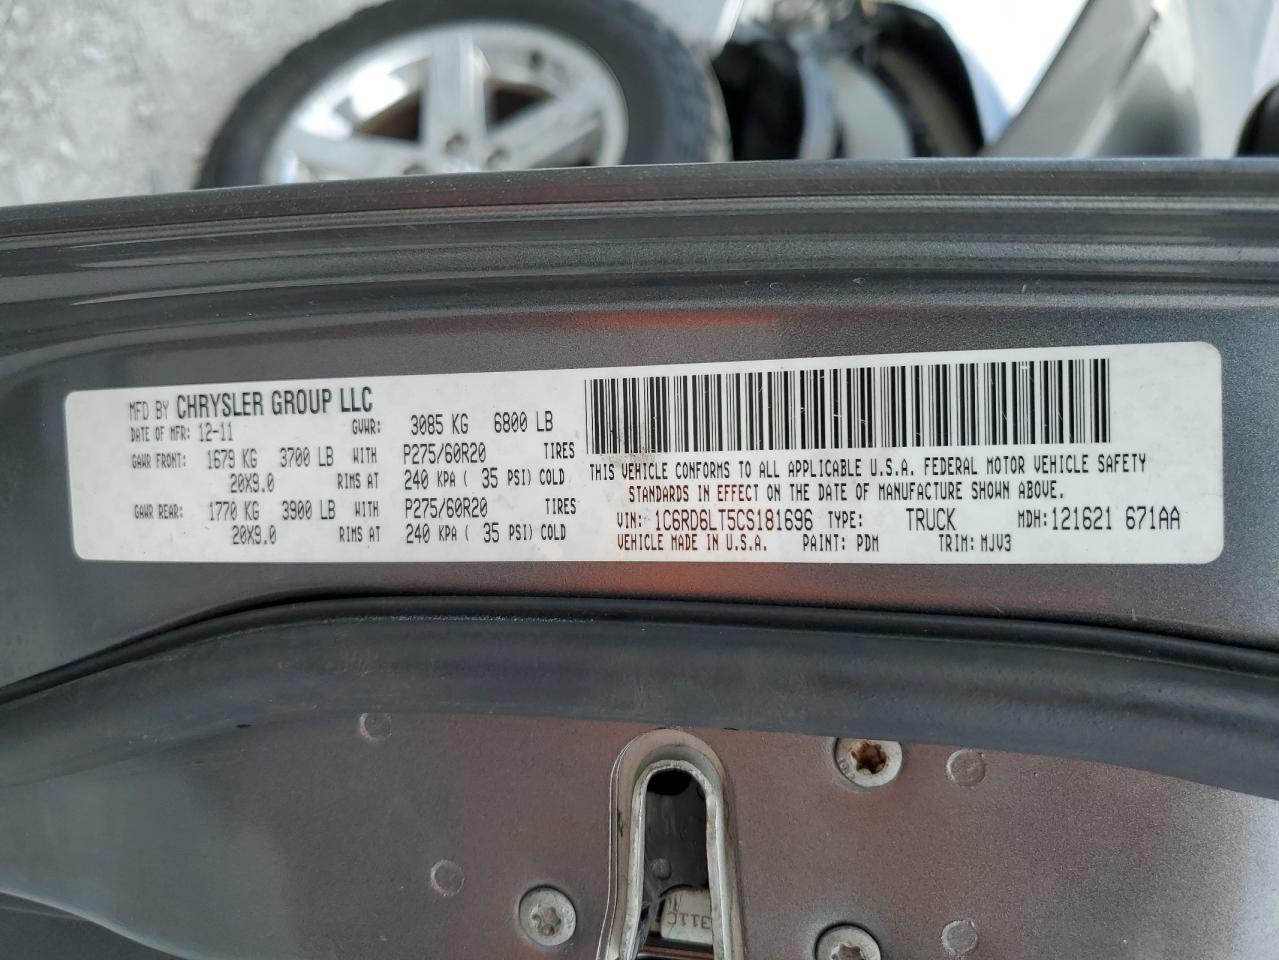 MFD BY CHRYSLER GROUP LLC
DATE OF MFR: 12-11 GVWR: 3085 KG 6800 LB
GAWR FRONT: 1679 KG 3700 LB WITH P275/60R20 TIRES
20X9.0 RIMS AT 240 KPA ( 35 PSI) COLD
GAWR REAR: 1770 KG 3900 LB WITH P275/60R20 TIRES
20X9.0 RIMS AT 240 KPA ( 35 PSI) COLD
THIS VEHICLE CONFORMS TO ALL APPLICABLE U.S.A. FEDERAL MOTOR VEHICLE SAFETY
STANDARDS IN EFFECT ON THE DATE OF MANUFACTURE SHOWN ABOVE.
VIN: 1C6RD6LT5CS181696 TYPE: TRUCK MDH:121621 671AA
VEHICLE MADE IN U.S.A. PAINT: PDM TRIM: MJV3